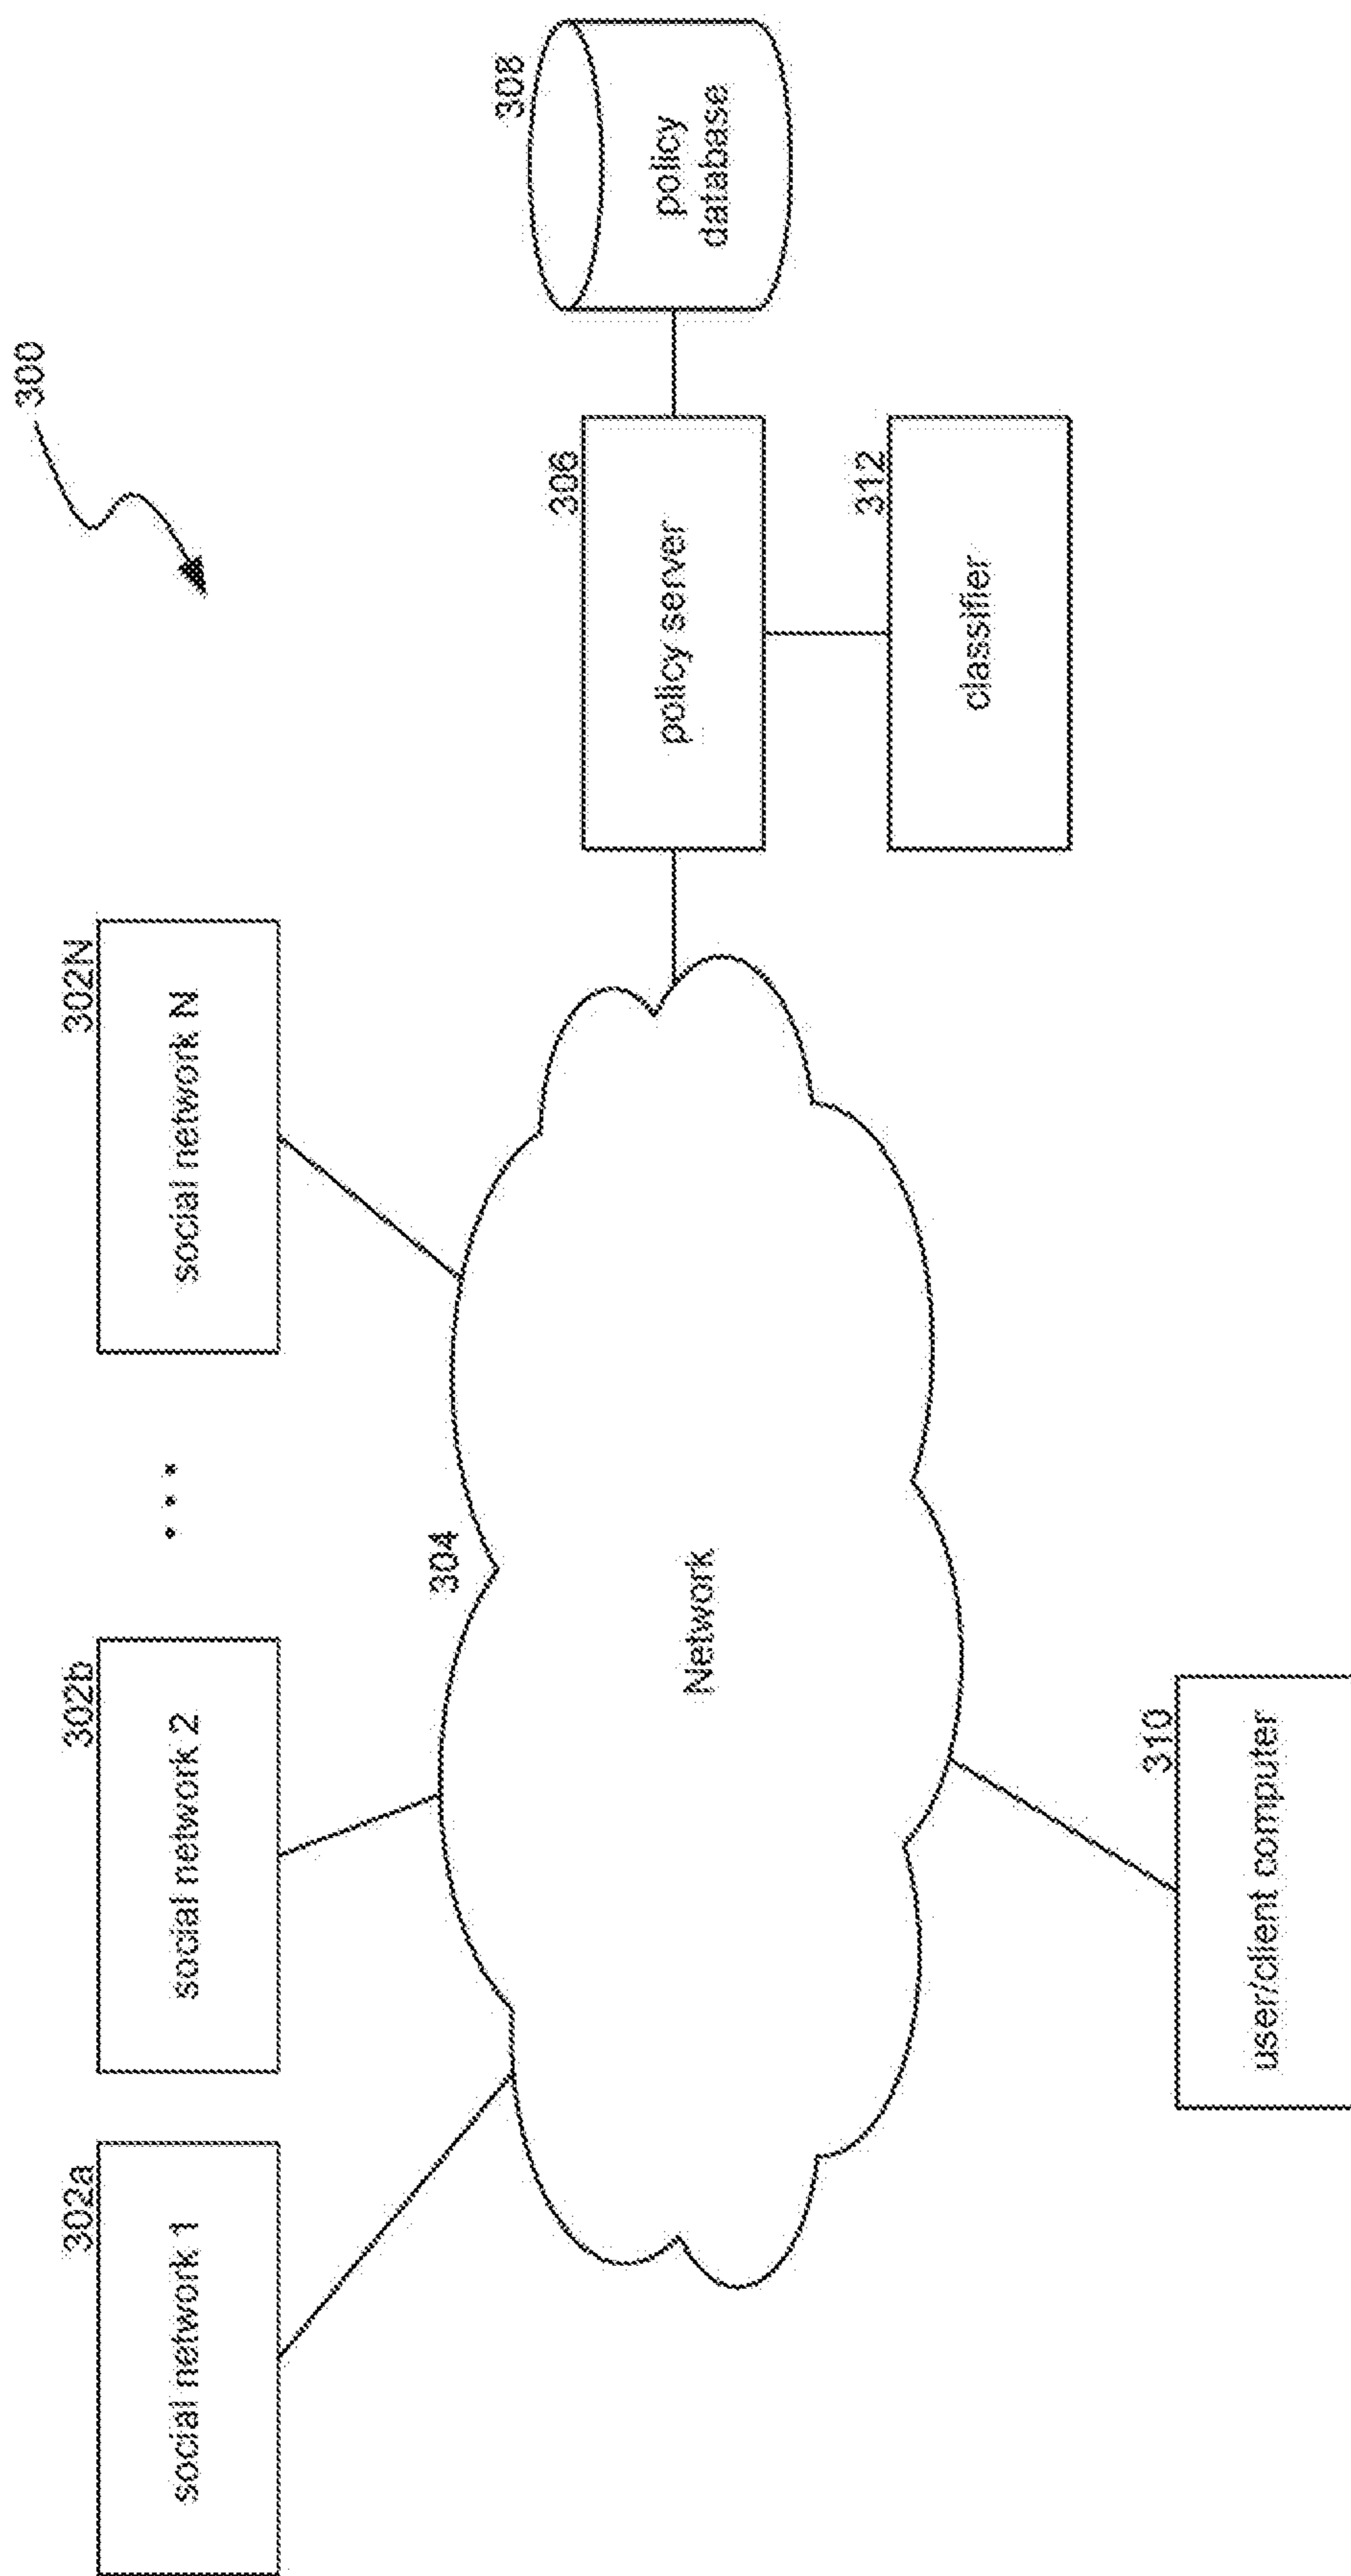 300
302a
social network 1
302b
social network 2
...
302N
social network N
304
Network
306
policy server
308
policy
database
312
classifier
310
user/client computer